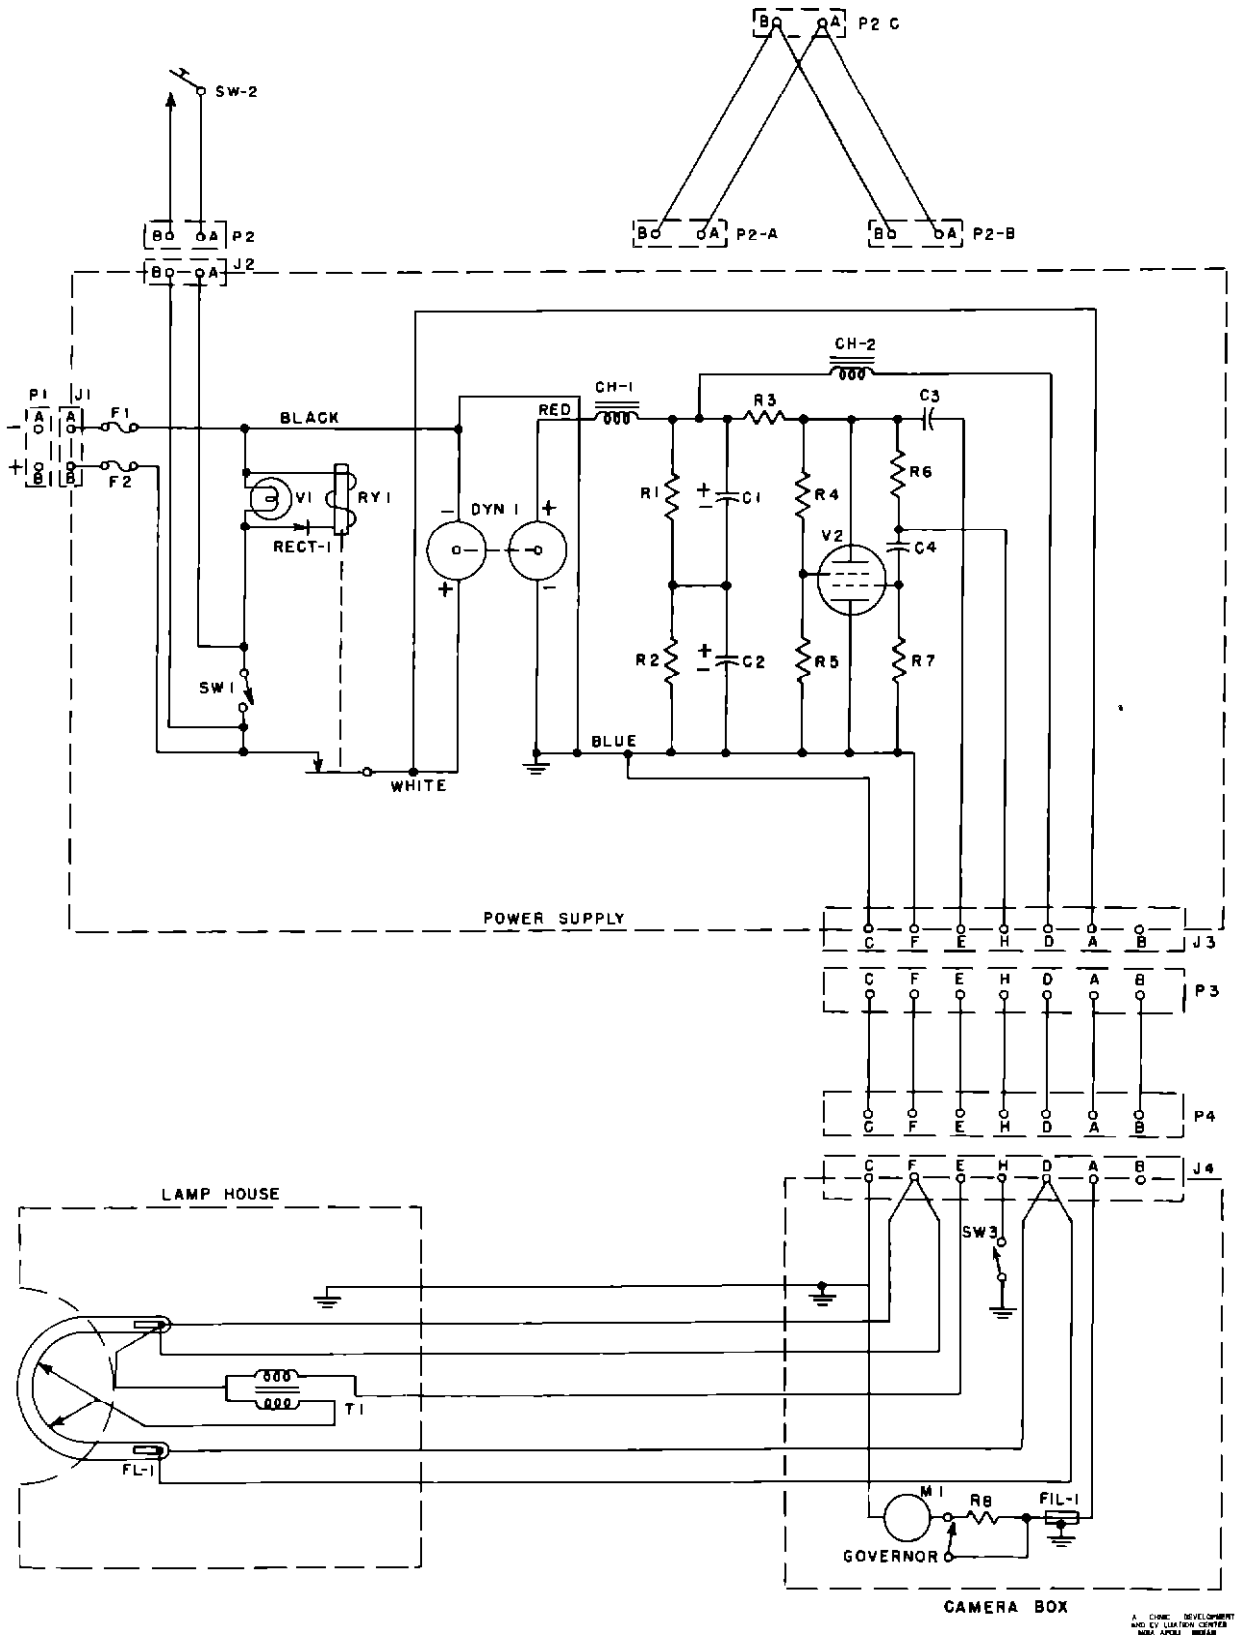 B A P2 C
SW-2
B A P2
B A P2-A
B A P2-B
B A J2
CH-2
P1 J1 F1
CH-1
RED
R3
C3
A A
BLACK
-
+
B B
F2
R6
V1 RY1
- DYN 1 +
R1
+
-
C1
R4
V2
C4
RECT-1
+ -
R2
+
-
C2
R5
R7
SW1
BLUE
WHITE
POWER SUPPLY
C F E H D A B
J3
C F E H D A B
P3
C F E H D A B
P4
C F E H D A B
J4
LAMP HOUSE
SW3
T1
FL-1
M1
R8
FIL-1
GOVERNOR
CAMERA BOX
DEVELOPMENT
CENTER